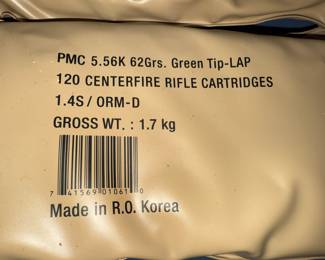 PMC 5.56K 62Grs. Green Tip-LAP
120 CENTERFIRE RIFLE CARTRIDGES
1.4S / ORM-D
GROSS WT. : 1.7 kg
7 41569 01061 0
Made in R.O. Korea